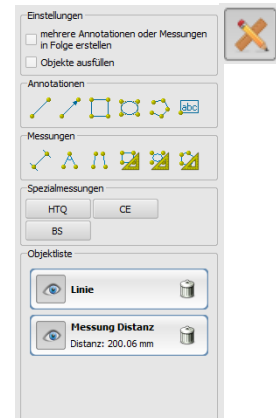 Einstellungen
mehrere Annotationen oder Messungen
in Folge erstellen
Objekte ausfüllen
Annotationen
abc
Messungen
Spezialmessungen
HTQ
CE
BS
Objektliste
Linie
Messung Distanz
Distanz: 200.06 mm